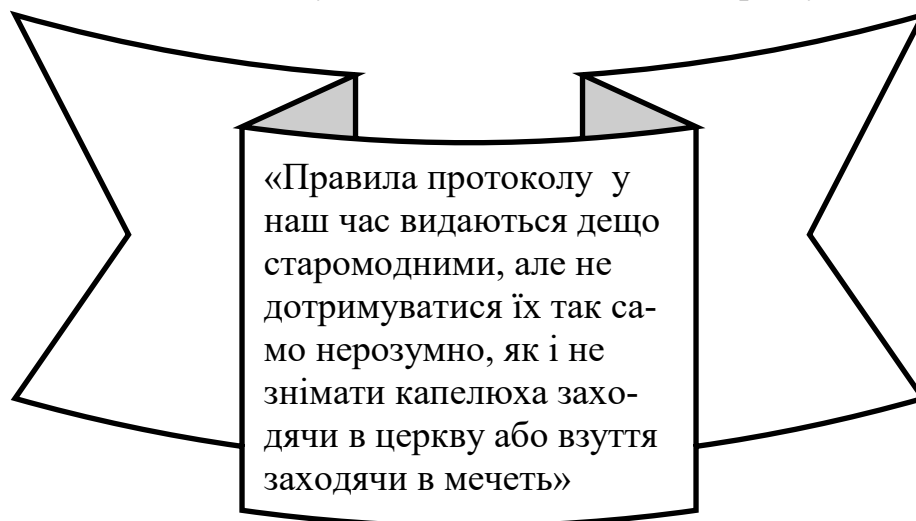 «Правила протоколу у
наш час видаються дещо
старомодними, але не
дотримуватися їх так са-
мо нерозумно, як і не
знімати капелюха захо-
дячи в церкву або взуття
заходячи в мечеть»